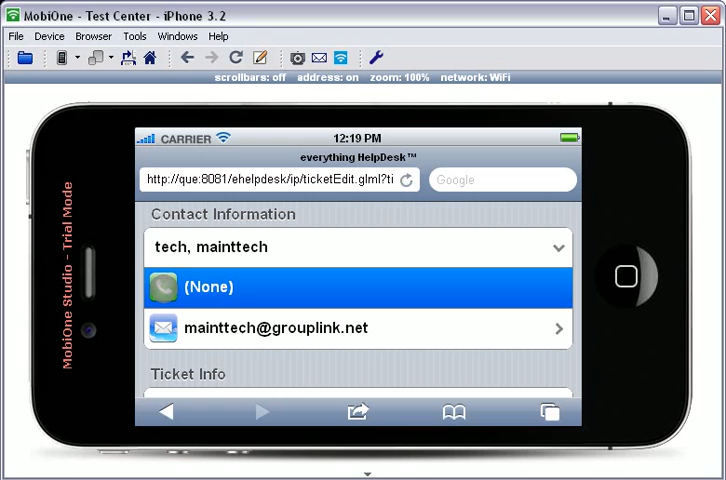 MobiOne - Test Center - iPhone 3.2
File Device Browser Tools Windows Help
scrollbars: off address: on zoom: 100% network: WiFi
MobiOne Studio - Trial Mode
CARRIER 12:19 PM
everything HelpDesk™
http://que:8081/ehelpdesk/ip/ticketEdit.glml?ti Google
Contact Information
tech, mainttech
(None)
mainttech@grouplink.net
Ticket Info